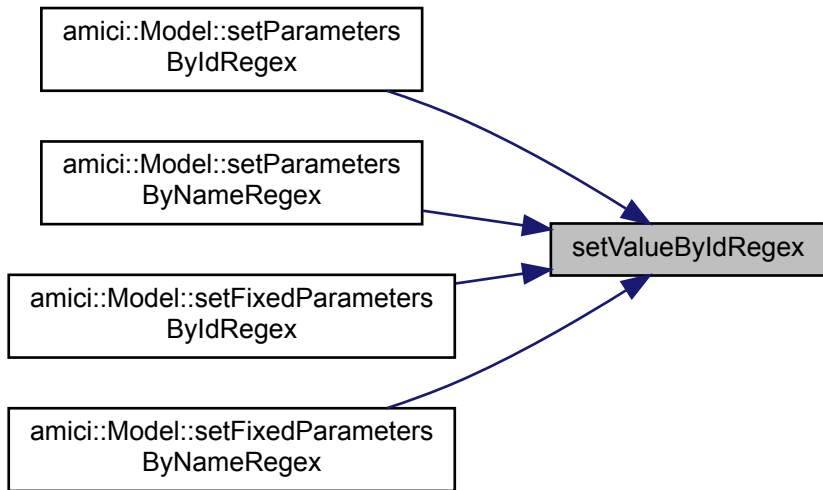 amici::Model::setParameters
ByIdRegex
amici::Model::setParameters
ByNameRegex
setValueByIdRegex
amici::Model::setFixedParameters
ByIdRegex
amici::Model::setFixedParameters
ByNameRegex